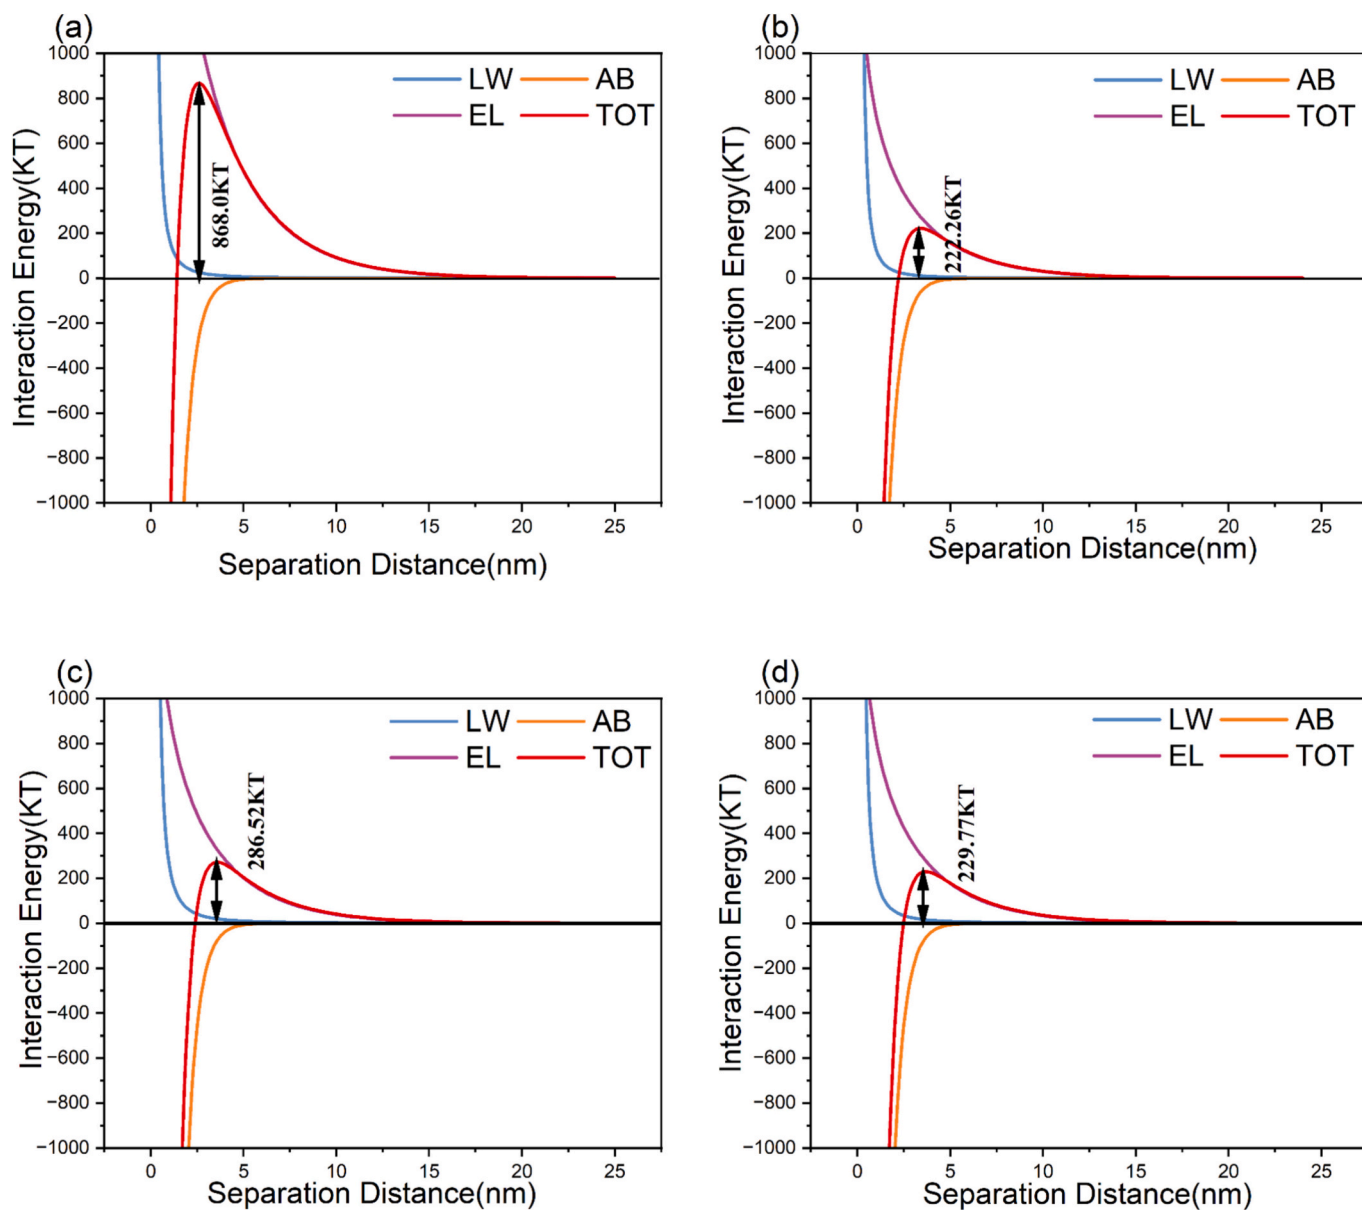 (a)
1000
800
600
400
200
0
−200
−400
−600
−800
−1000
Interaction Energy(KT)
LW AB
EL TOT
868.0KT
0 5 10 15 20 25
Separation Distance(nm)
(b)
1000
800
600
400
200
0
−200
−400
−600
−800
−1000
Interaction Energy(KT)
LW AB
EL TOT
222.26KT
0 5 10 15 20 25
Separation Distance(nm)
(c)
1000
800
600
400
200
0
−200
−400
−600
−800
−1000
Interaction Energy(KT)
LW AB
EL TOT
286.52KT
0 5 10 15 20 25
Separation Distance(nm)
(d)
1000
800
600
400
200
0
−200
−400
−600
−800
−1000
Interaction Energy(KT)
LW AB
EL TOT
229.77KT
0 5 10 15 20 25
Separation Distance(nm)